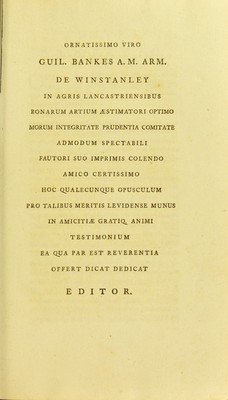 ORNATISSIMO VIRO
GUIL. BANKES A. M. ARM.
DE WINSTANLEY
IN AGRIS LANCASTRIENSIBUS
BONARUM ARTIUM ÆSTIMATORI OPTIMO
MORUM INTEGRITATE PRUDENTIA COMITATE
ADMODUM SPECTABILI
FAUTORI SUO IMPRIMIS COLENDO
AMICO CERTISSIMO
HOC QUALECUNQUE OPUSCULUM
PRO TALIBUS MERITIS LEVIDENSE MUNUS
IN AMICITIÆ GRATIQ. ANIMI
TESTIMONIUM
EA QUA PAR EST REVERENTIA
OFFERT DICAT DEDICAT
EDITOR.